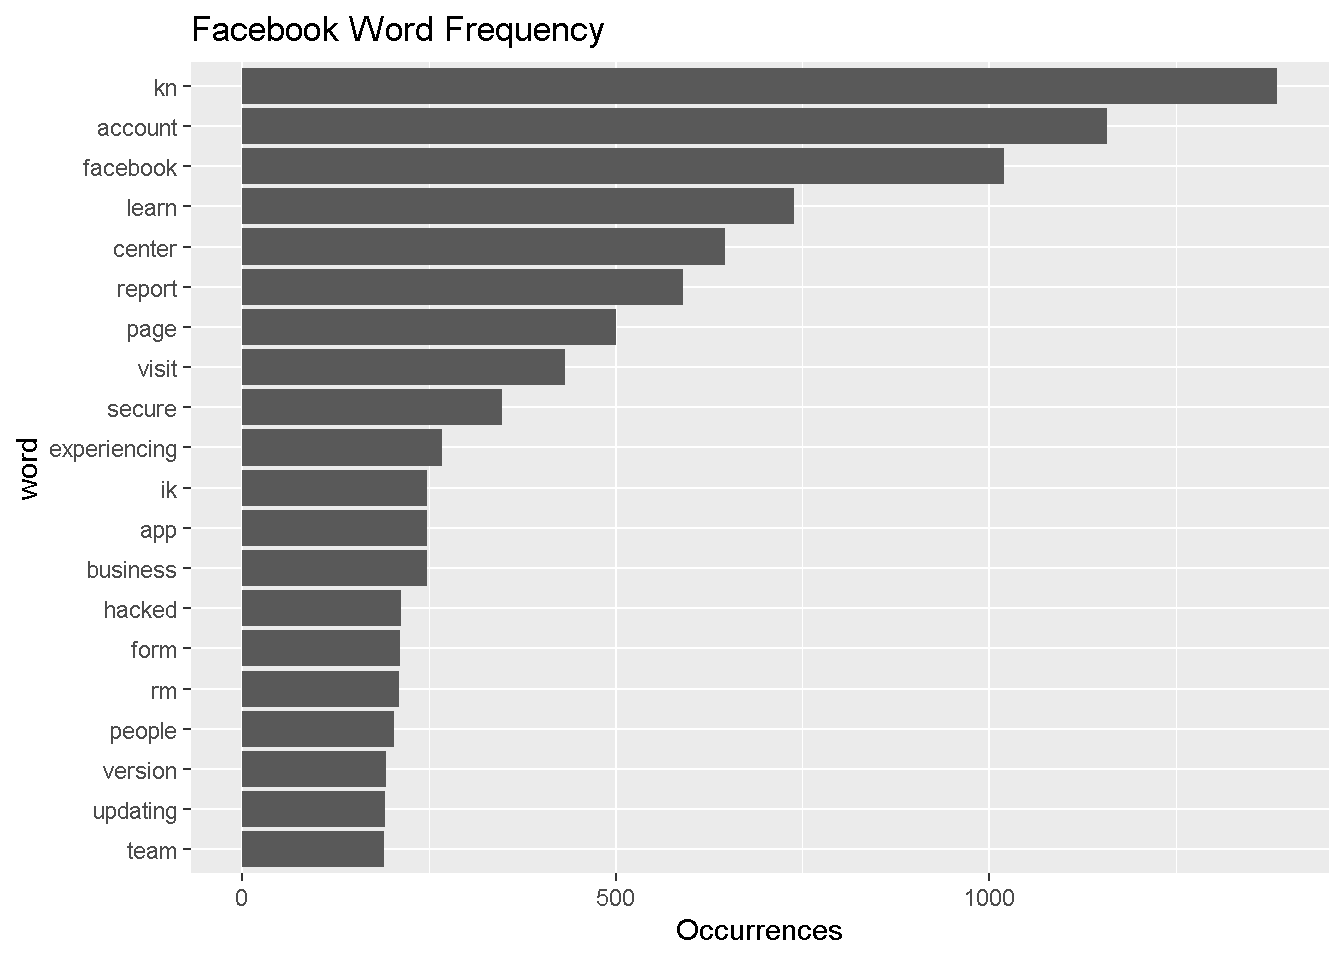 Facebook Word Frequency
kn
account
facebook
learn
center
report
page
visit
secure
experiencing
ik
app
business
hacked
form
rm
people
version
updating
team
word
0 500 1000
Occurrences